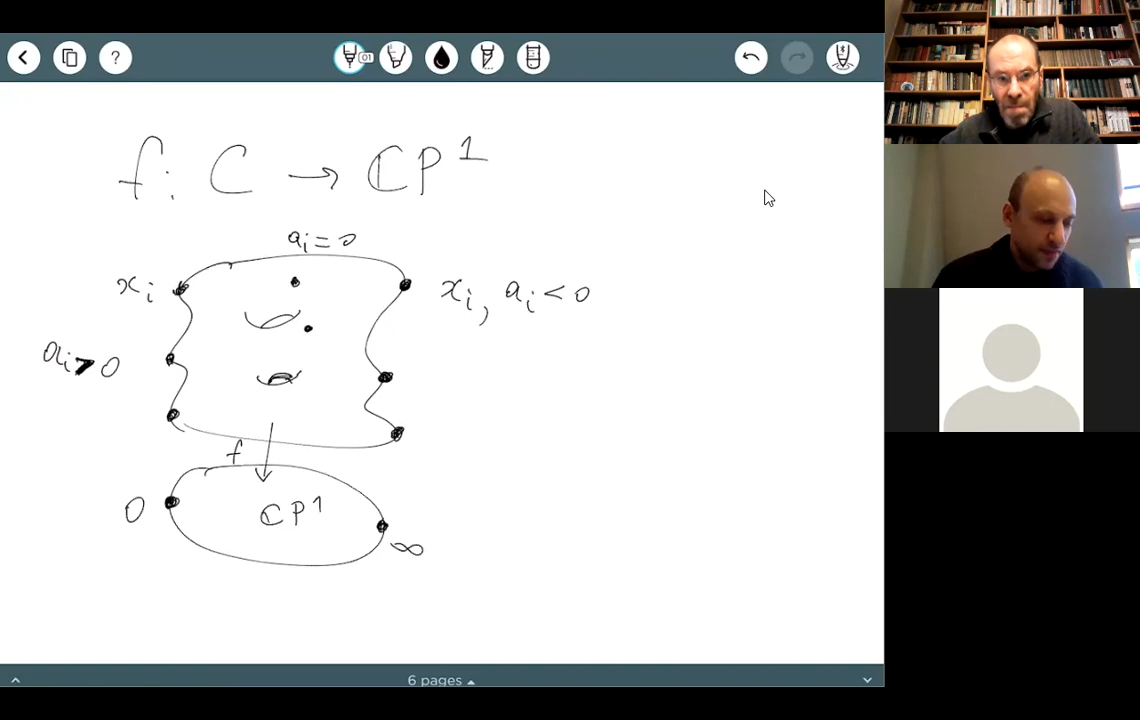 f: C → ℂP¹
a_i = 0
x_i
x_i, a_i < 0
a_i > 0
f
0
ℂP¹
∞
6 pages